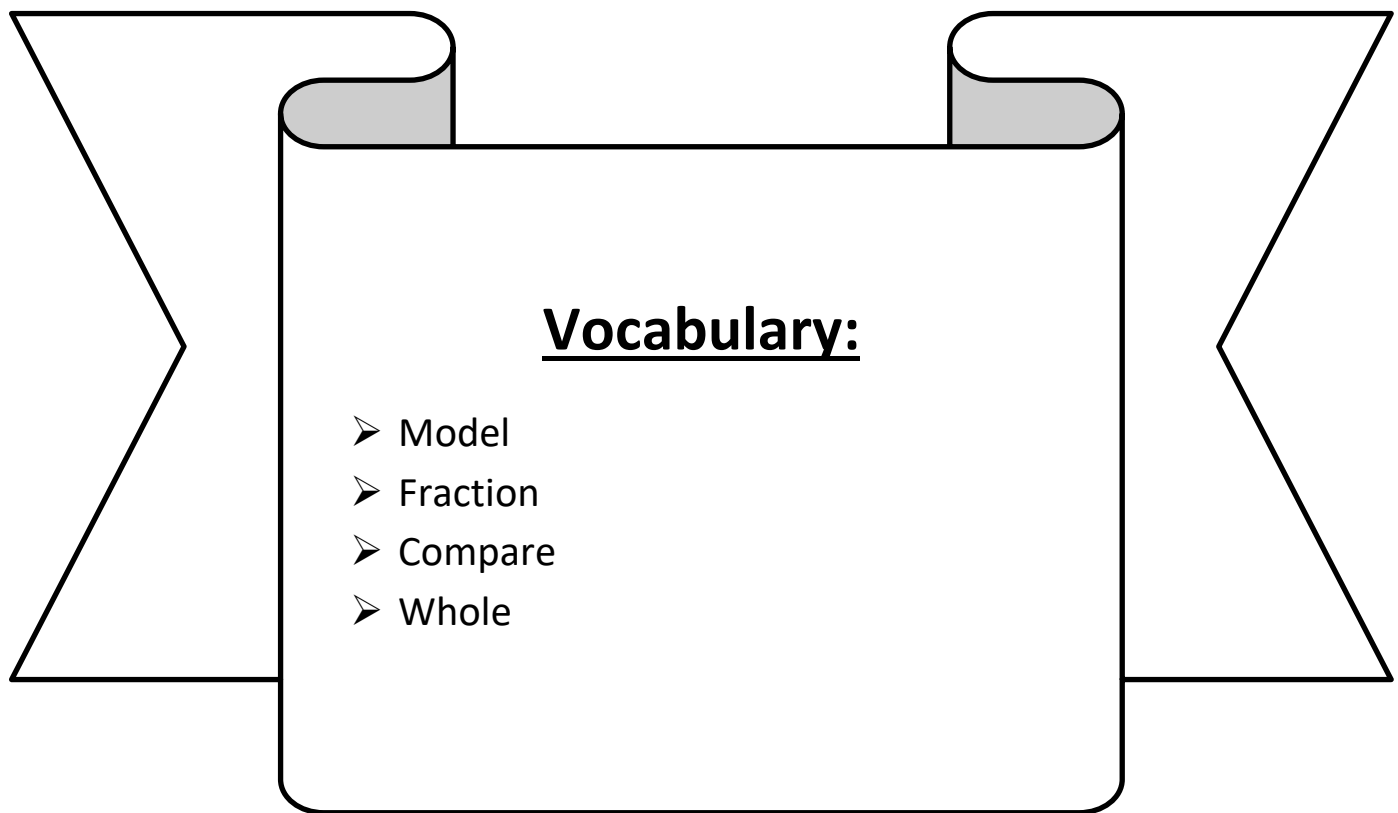 Vocabulary:
➢ Model
➢ Fraction
➢ Compare
➢ Whole